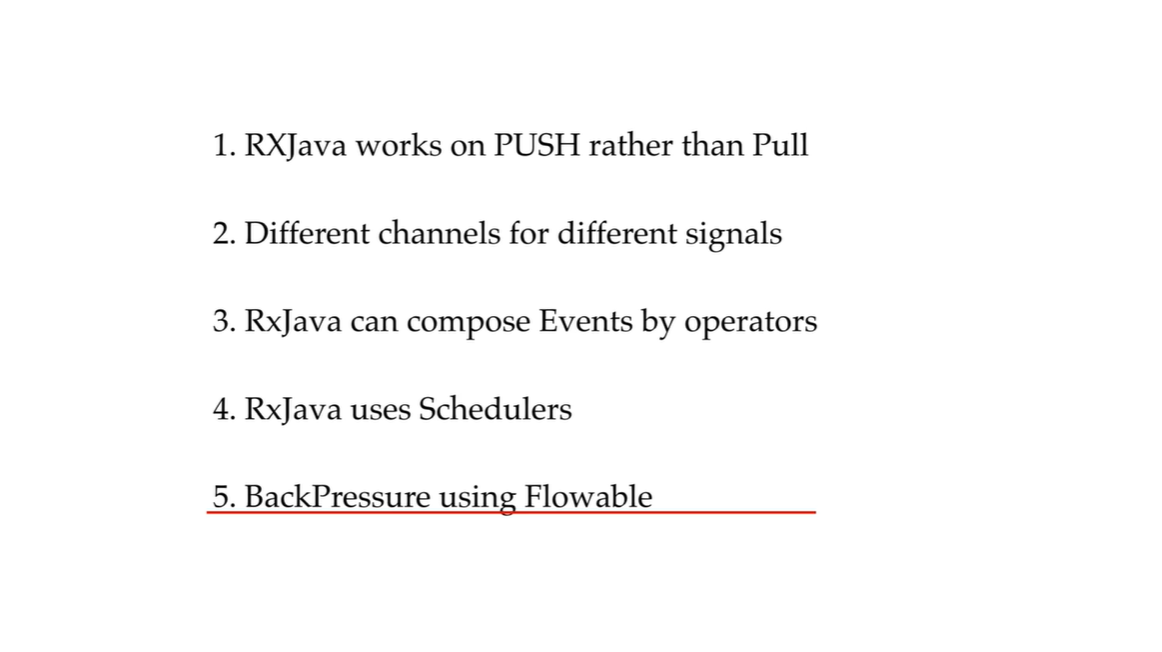 1. RXJava works on PUSH rather than Pull
2. Different channels for different signals
3. RxJava can compose Events by operators
4. RxJava uses Schedulers
5. BackPressure using Flowable